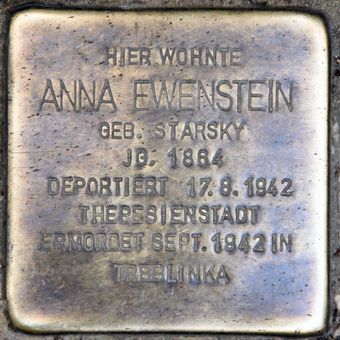 HIER WOHNTE
ANNA EWENSTEIN
GEB. STARSKY
JG. 1864
DEPORTIERT 17.8.1942
THERESIENSTADT
ERMORDET SEPT. 1942 IN
TREBLINKA